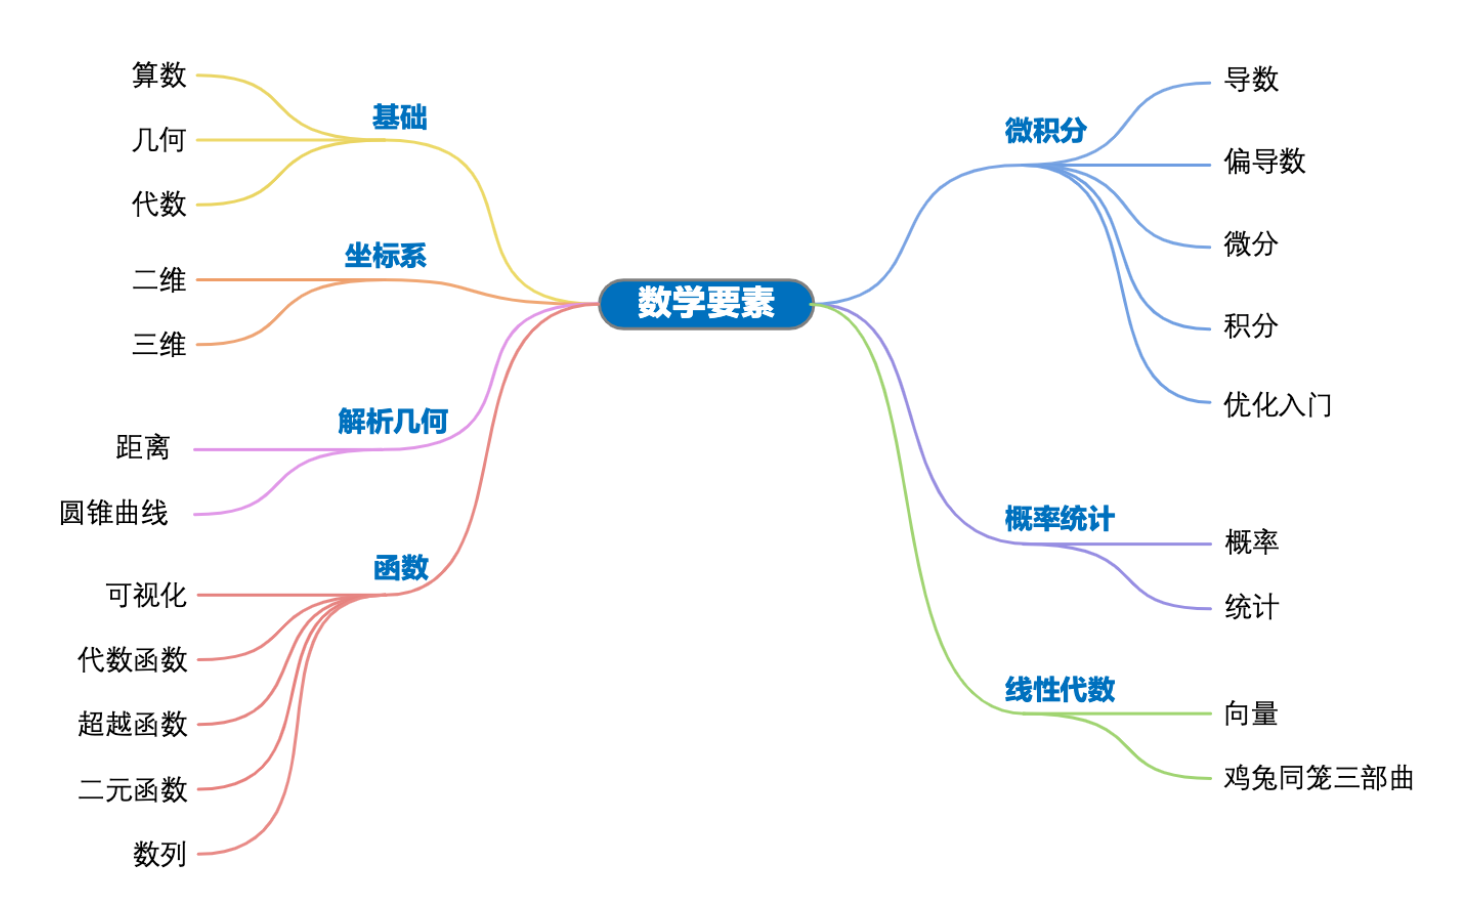 数学要素
基础
算数
几何
代数
坐标系
二维
三维
解析几何
距离
圆锥曲线
函数
可视化
代数函数
超越函数
二元函数
数列
微积分
导数
偏导数
微分
积分
优化入门
概率统计
概率
统计
线性代数
向量
鸡兔同笼三部曲